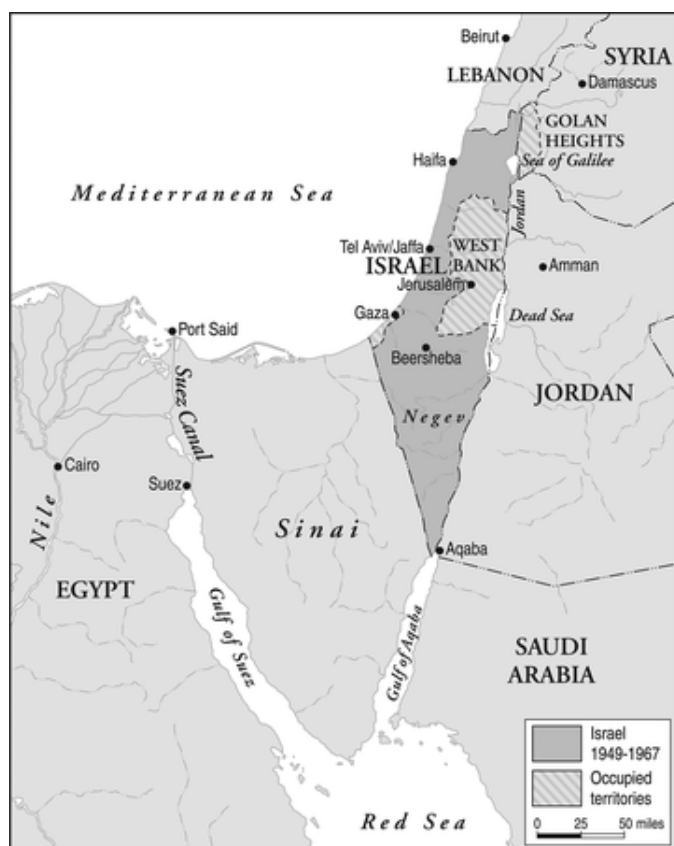 Beirut
SYRIA
LEBANON
Damascus
GOLAN
HEIGHTS
Haifa
Sea of Galilee
Mediterranean Sea
Jordan
Tel Aviv/Jaffa
WEST
BANK
ISRAEL
Amman
Jerusalem
Gaza
Dead Sea
Port Said
Beersheba
Suez Canal
JORDAN
Negev
Cairo
Suez
Sinai
Nile
Aqaba
EGYPT
Gulf of Suez
Gulf of Aqaba
SAUDI
ARABIA
Israel
1949-1967
Occupied
territories
0 25 50 miles
Red Sea